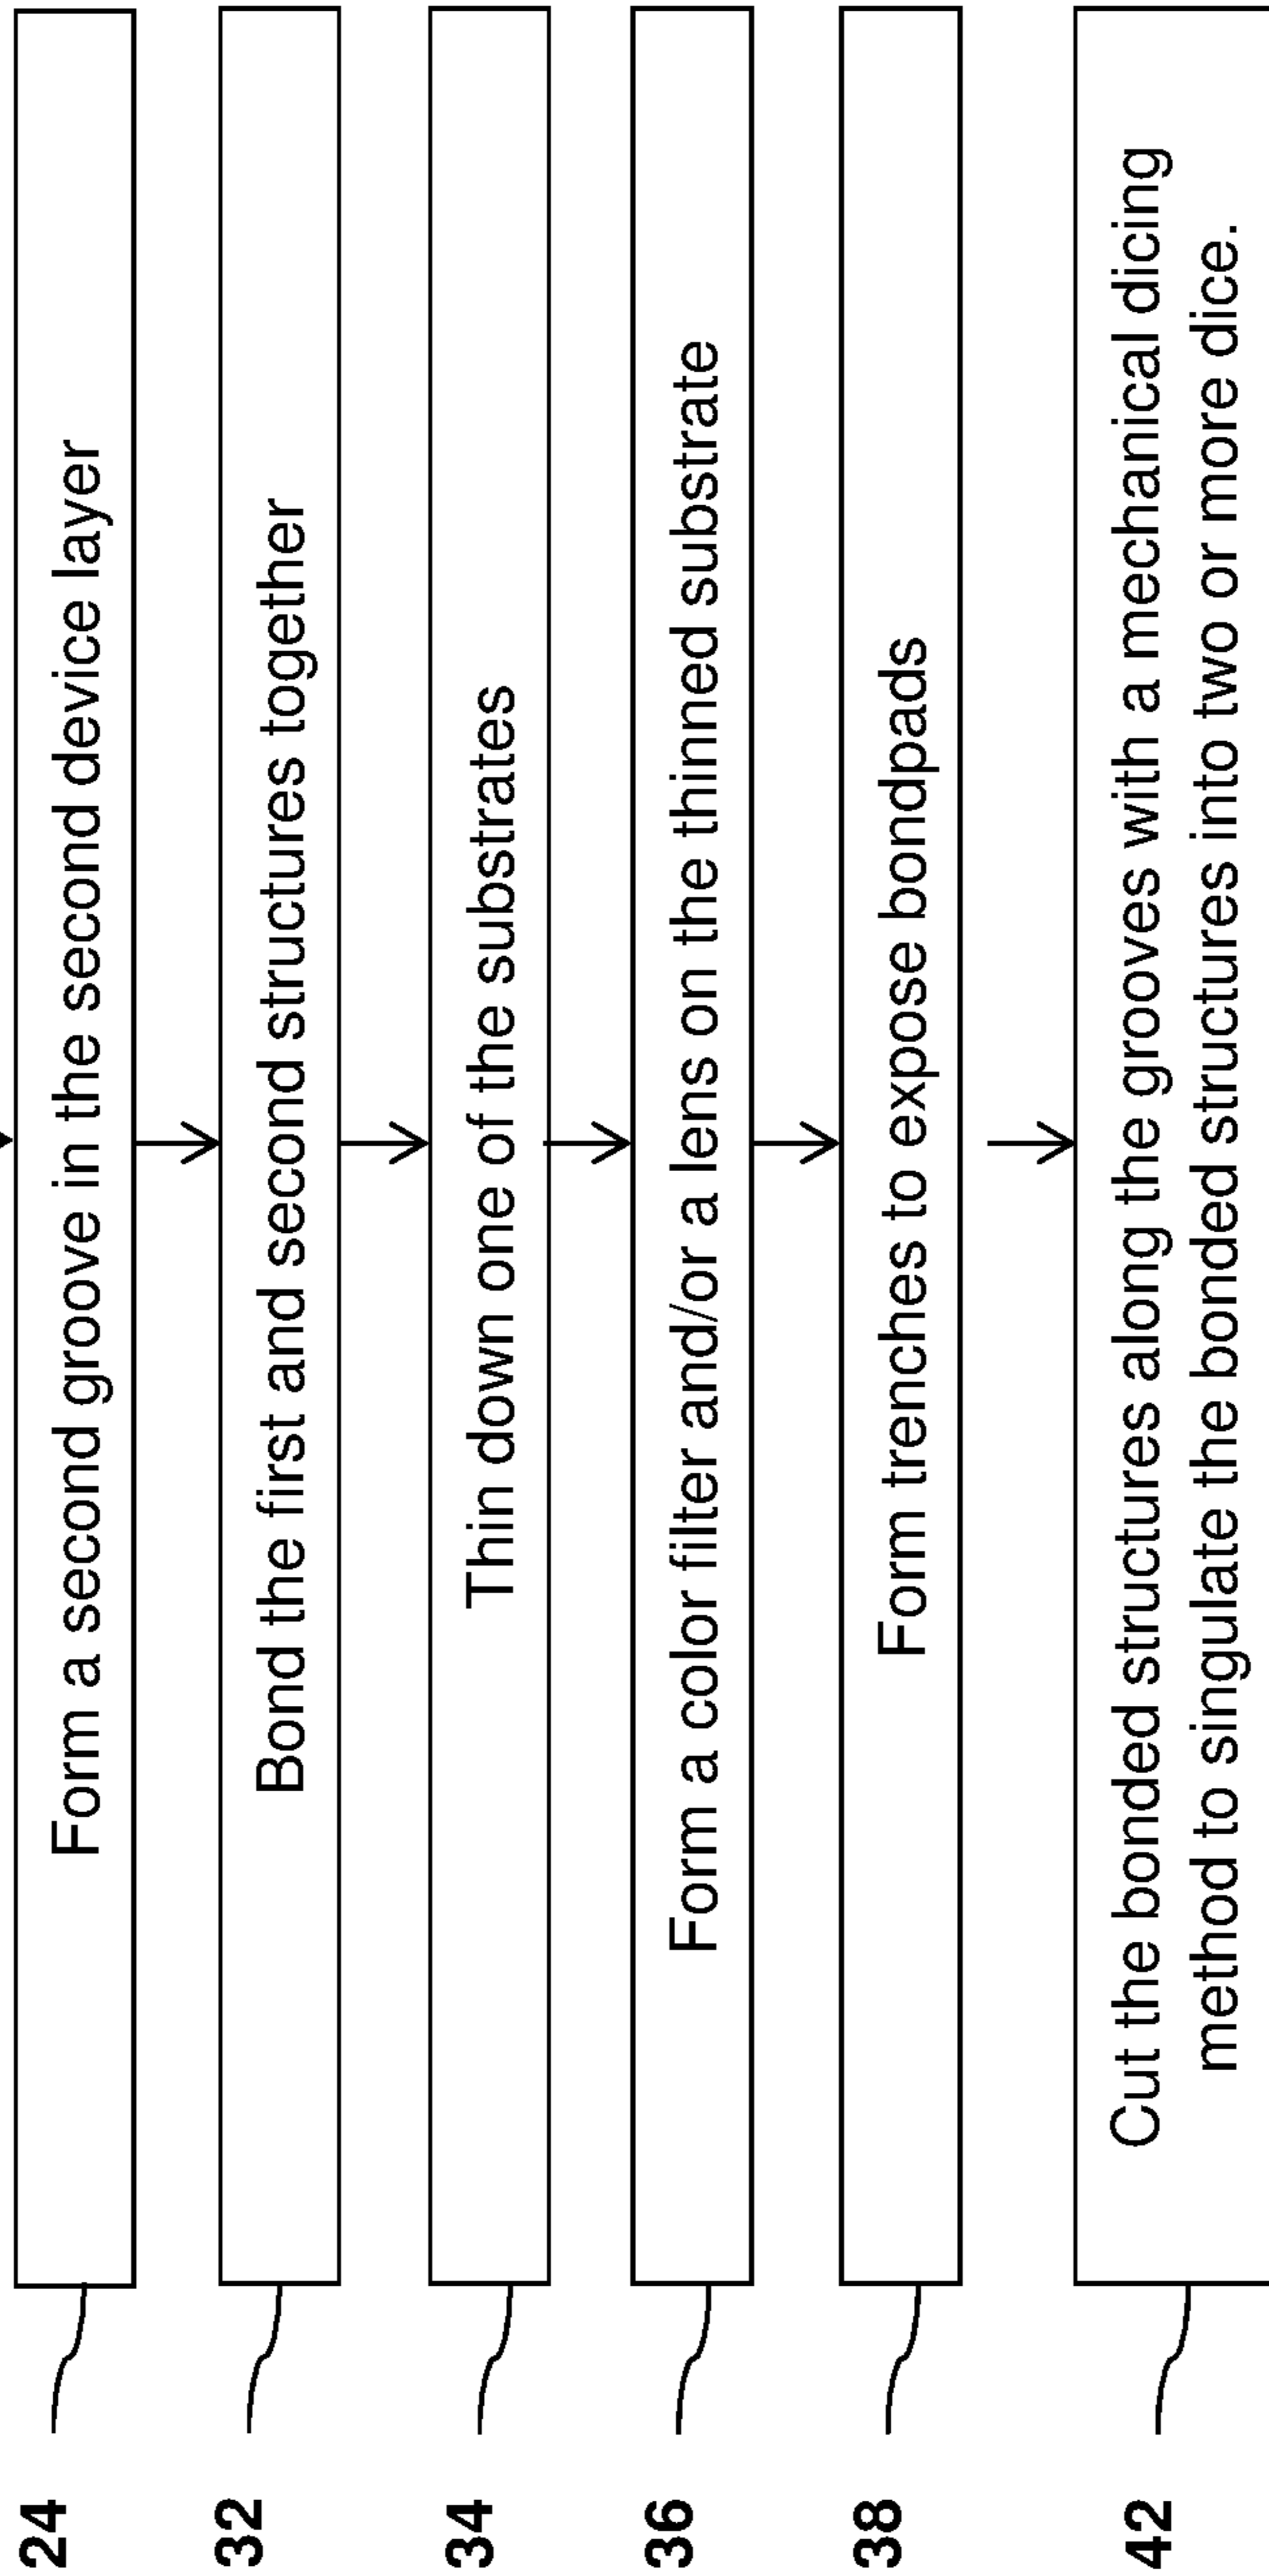 24
Form a second groove in the second device layer
32
Bond the first and second structures together
34
Thin down one of the substrates
36
Form a color filter and/or a lens on the thinned substrate
38
Form trenches to expose bondpads
42
Cut the bonded structures along the grooves with a mechanical dicing
method to singulate the bonded structures into two or more dice.